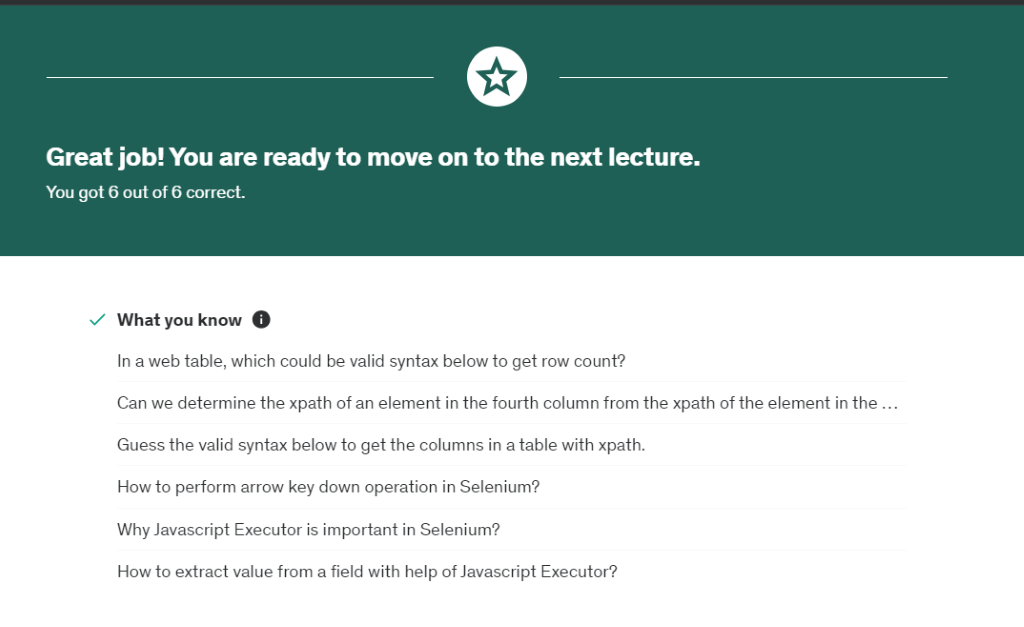 Great job! You are ready to move on to the next lecture.
You got 6 out of 6 correct.
What you know
In a web table, which could be valid syntax below to get row count?
Can we determine the xpath of an element in the fourth column from the xpath of the element in the …
Guess the valid syntax below to get the columns in a table with xpath.
How to perform arrow key down operation in Selenium?
Why Javascript Executor is important in Selenium?
How to extract value from a field with help of Javascript Executor?